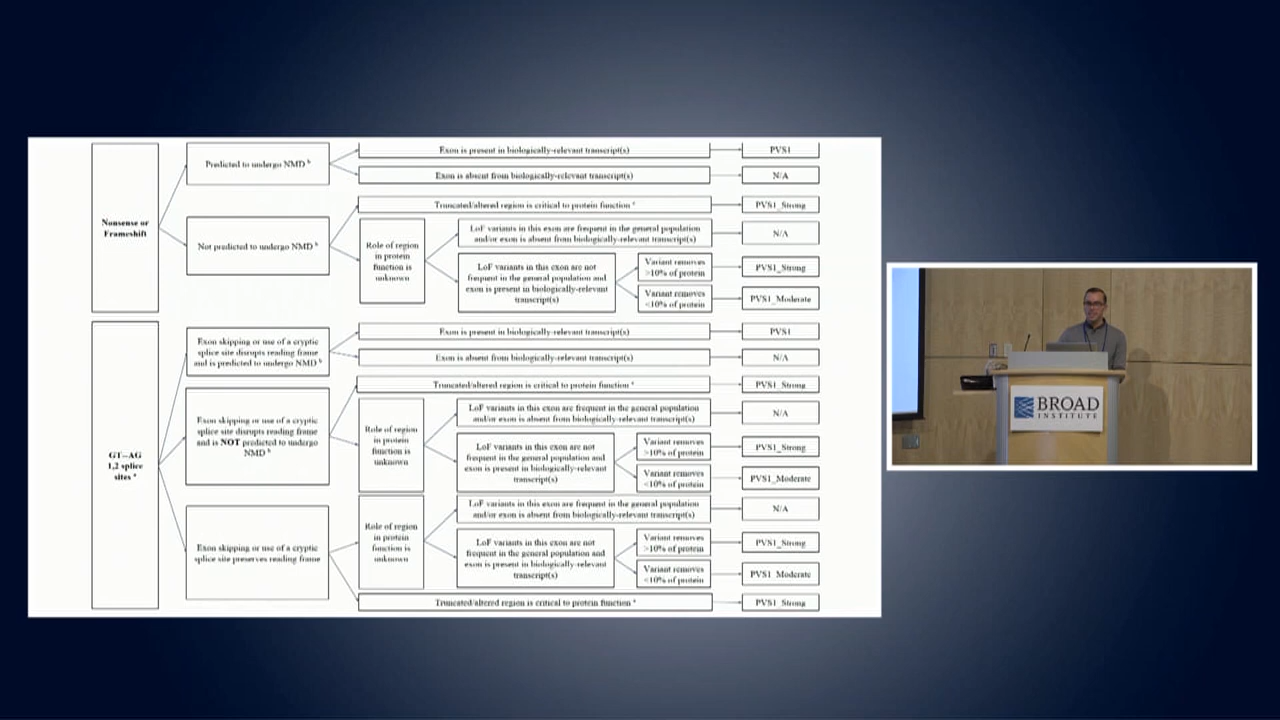 Nonsense or
Frameshift
Predicted to undergo NMD b
Exon is present in biologically-relevant transcript(s)
PVS1
Exon is absent from biologically-relevant transcript(s)
N/A
Not predicted to undergo NMD b
Truncated/altered region is critical to protein function
PVS1_Strong
Role of region
in protein
function is
unknown
LoF variants in this exon are frequent in the general population
and/or exon is absent from biologically-relevant transcript(s)
N/A
LoF variants in this exon are not
frequent in the general population and
exon is present in biologically-relevant
transcript(s)
Variant removes
>10% of protein
PVS1_Strong
Variant removes
<10% of protein
PVS1_Moderate
GT–AG
1,2 splice
sites
Exon skipping or use of a cryptic
splice site disrupts reading frame
and is predicted to undergo NMD b
Exon is present in biologically-relevant transcript(s)
PVS1
Exon is absent from biologically-relevant transcript(s)
N/A
Exon skipping or use of a cryptic
splice site disrupts reading frame
and is NOT predicted to undergo
NMD b
Truncated/altered region is critical to protein function
PVS1_Strong
Role of region
in protein
function is
unknown
LoF variants in this exon are frequent in the general population
and/or exon is absent from biologically-relevant transcript(s)
N/A
LoF variants in this exon are not
frequent in the general population and
exon is present in biologically-relevant
transcript(s)
Variant removes
>10% of protein
PVS1_Strong
Variant removes
<10% of protein
PVS1_Moderate
Exon skipping or use of a cryptic
splice site preserves reading frame
Role of region
in protein
function is
unknown
LoF variants in this exon are frequent in the general population
and/or exon is absent from biologically-relevant transcript(s)
N/A
LoF variants in this exon are not
frequent in the general population and
exon is present in biologically-relevant
transcript(s)
Variant removes
>10% of protein
PVS1_Strong
Variant removes
<10% of protein
PVS1_Moderate
Truncated/altered region is critical to protein function
PVS1_Strong
BROAD
INSTITUTE